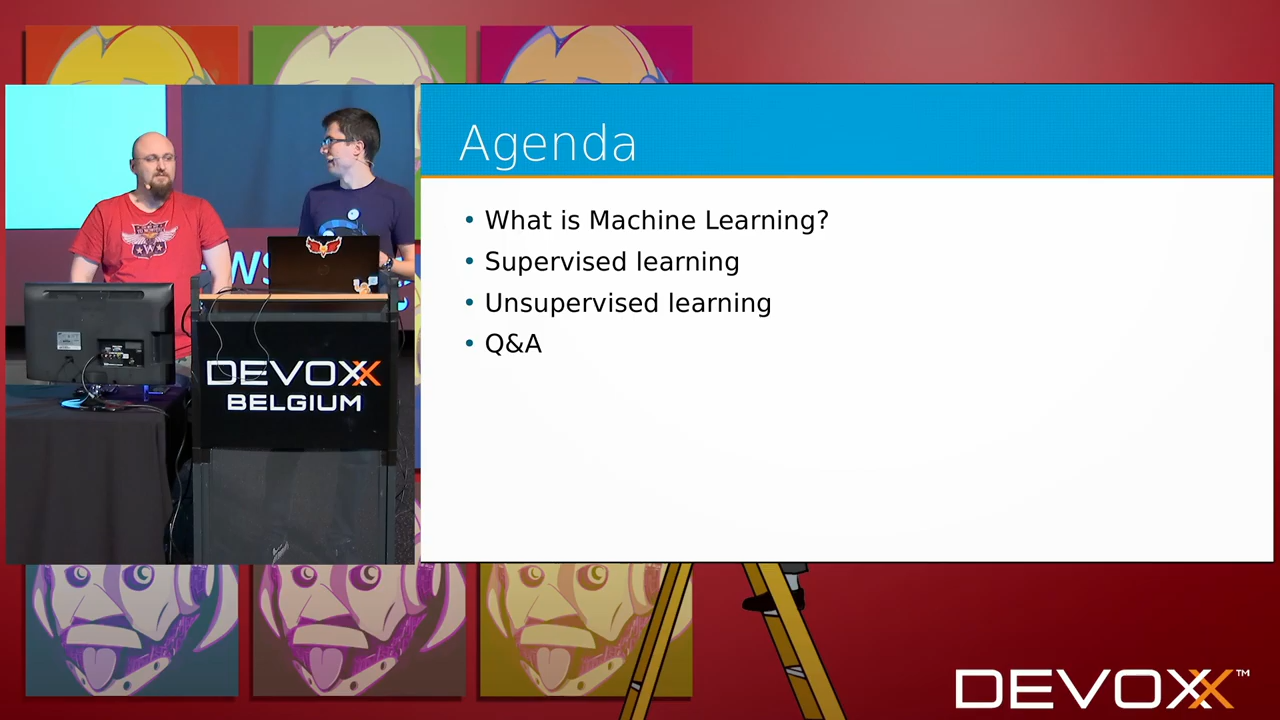 Agenda
• What is Machine Learning?
• Supervised learning
• Unsupervised learning
• Q&A
DEVOXX
BELGIUM
DEVOXX™